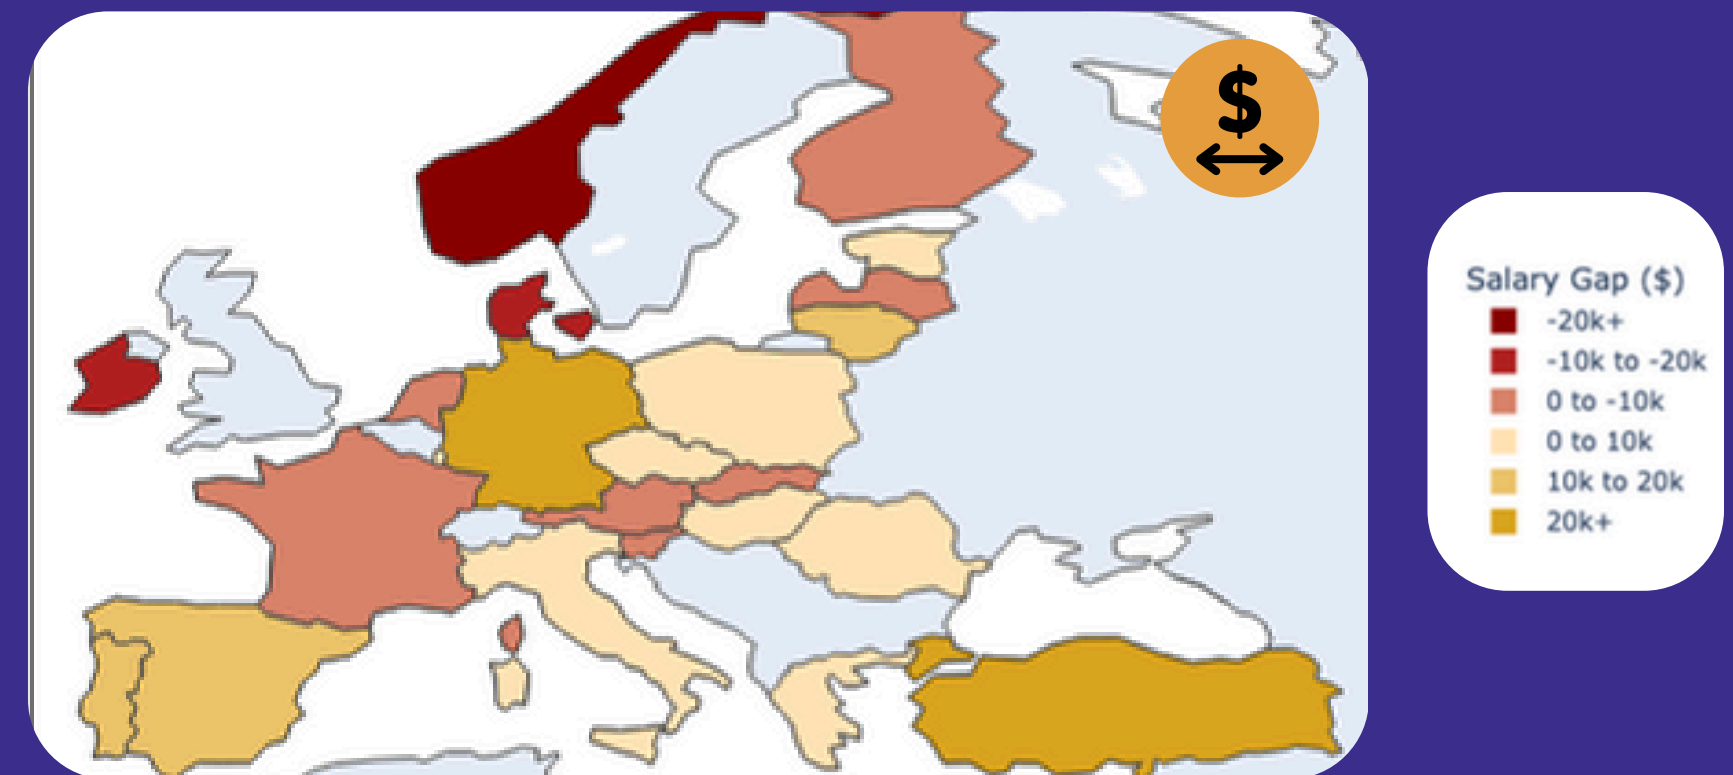 $
Salary Gap ($)
-20k+
-10k to -20k
0 to -10k
0 to 10k
10k to 20k
20k+